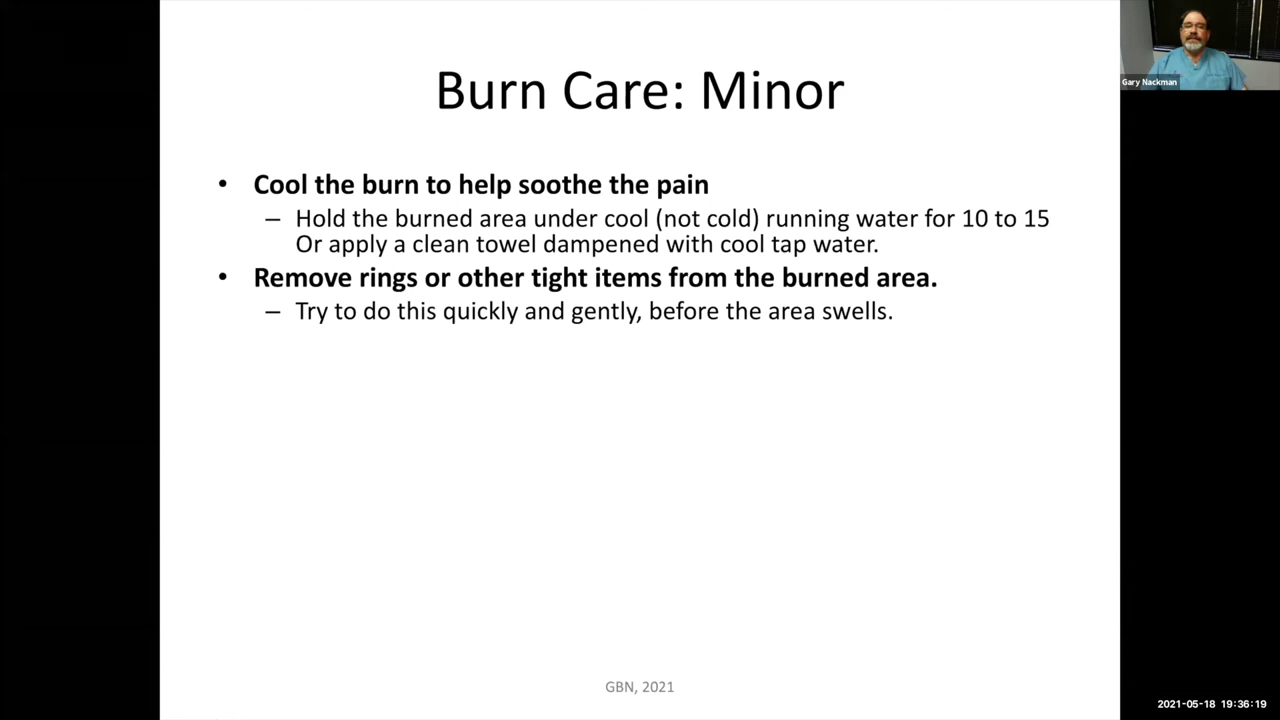 Burn Care: Minor
• Cool the burn to help soothe the pain
– Hold the burned area under cool (not cold) running water for 10 to 15
Or apply a clean towel dampened with cool tap water.
• Remove rings or other tight items from the burned area.
– Try to do this quickly and gently, before the area swells.
GBN, 2021
Gary Nackman
2021-05-18 19:36:19